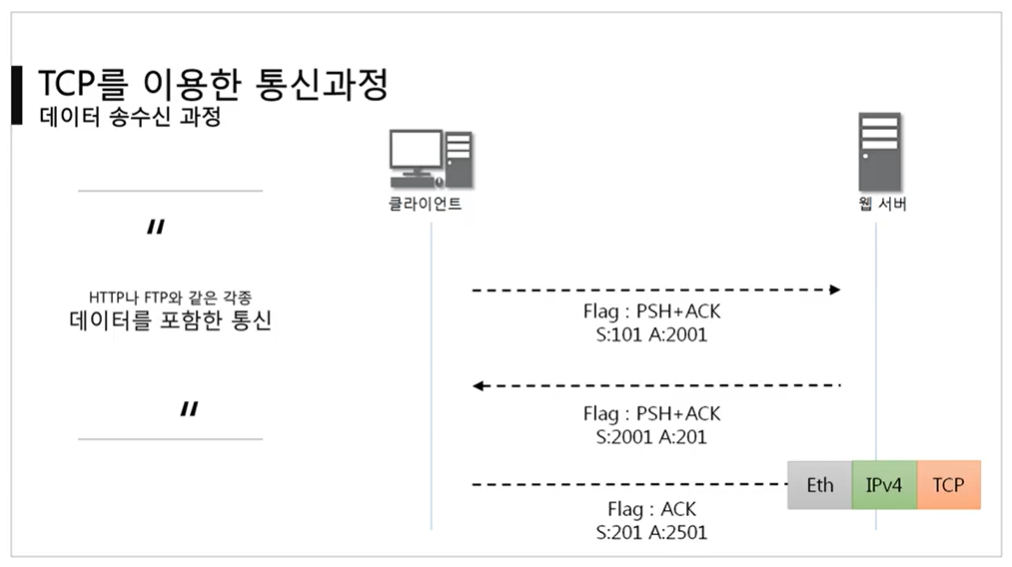 TCP를 이용한 통신과정
데이터 송수신 과정
클라이언트
웹 서버
"
HTTP나 FTP와 같은 각종
데이터를 포함한 통신
"
Flag : PSH+ACK
S:101 A:2001
Flag : PSH+ACK
S:2001 A:201
Eth IPv4 TCP
Flag : ACK
S:201 A:2501